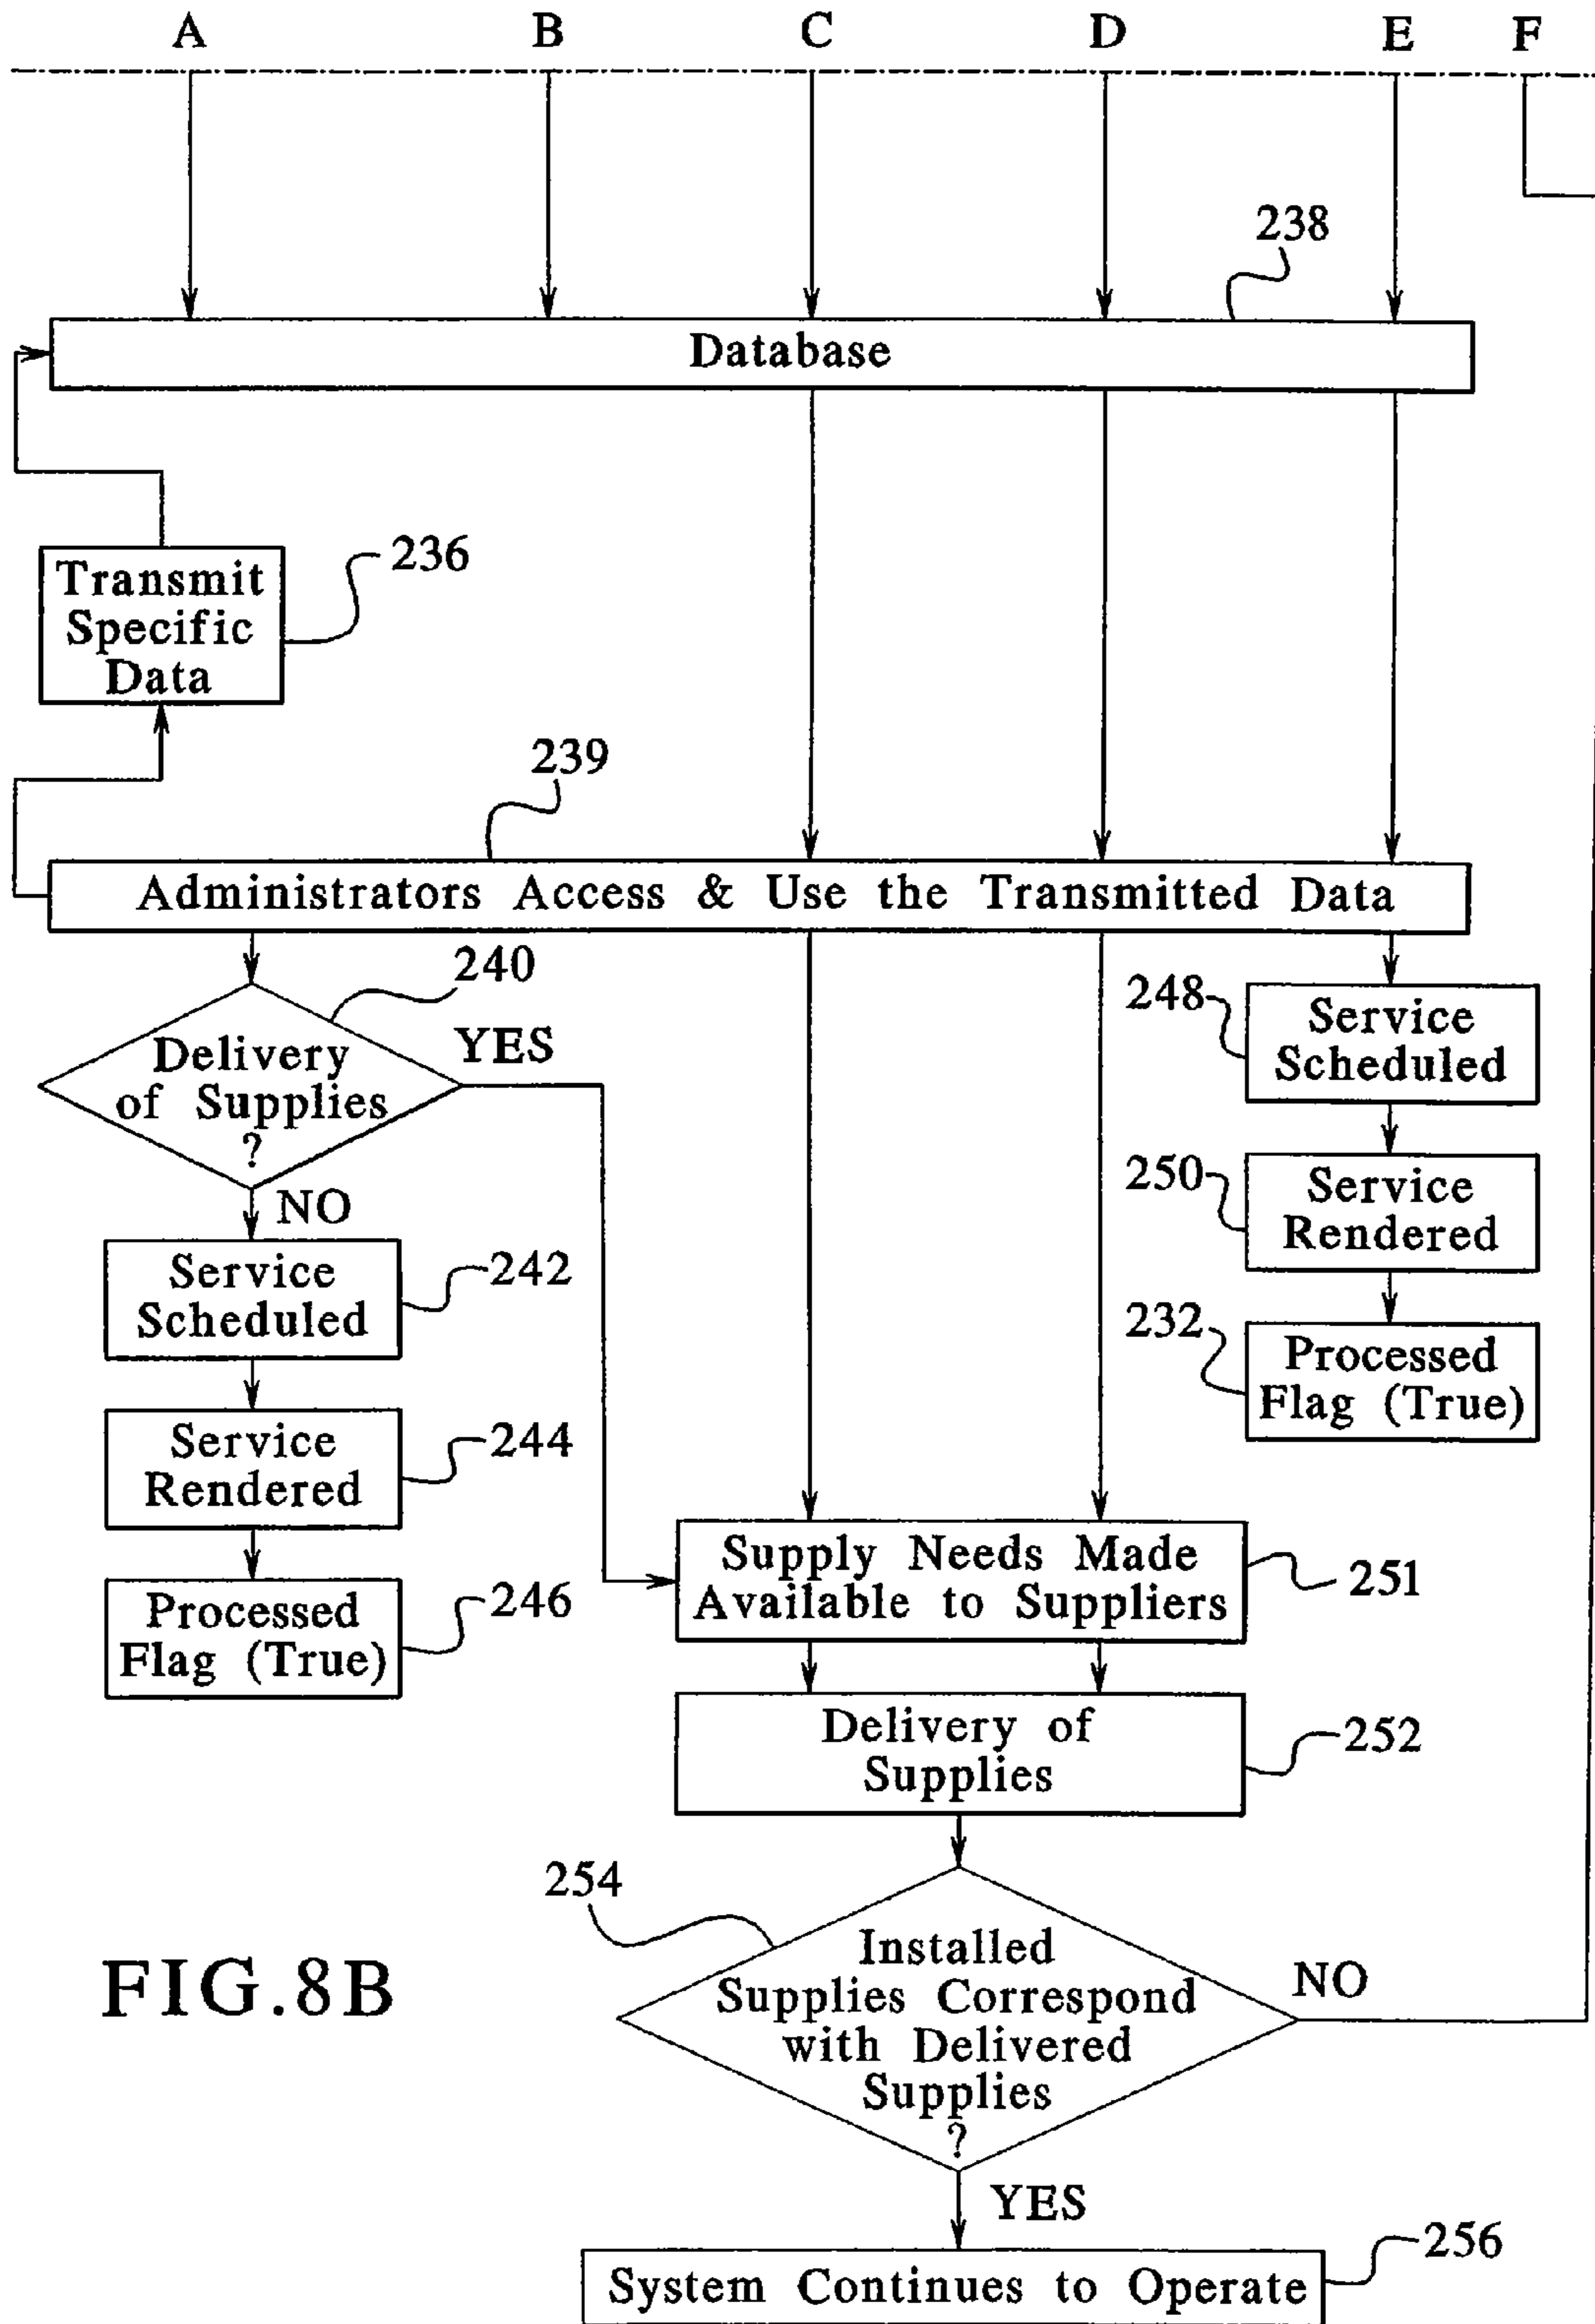 A B C D E F
238
Database
236
Transmit
Specific
Data
239
Administrators Access & Use the Transmitted Data
240
Delivery
of Supplies
?
YES
NO
248
Service
Scheduled
250
Service
Rendered
232
Processed
Flag (True)
Service
Scheduled
242
Service
Rendered
244
Processed
Flag (True)
246
Supply Needs Made
Available to Suppliers
251
Delivery of
Supplies
252
254
Installed
Supplies Correspond
with Delivered
Supplies
?
NO
YES
System Continues to Operate
256
FIG.8B